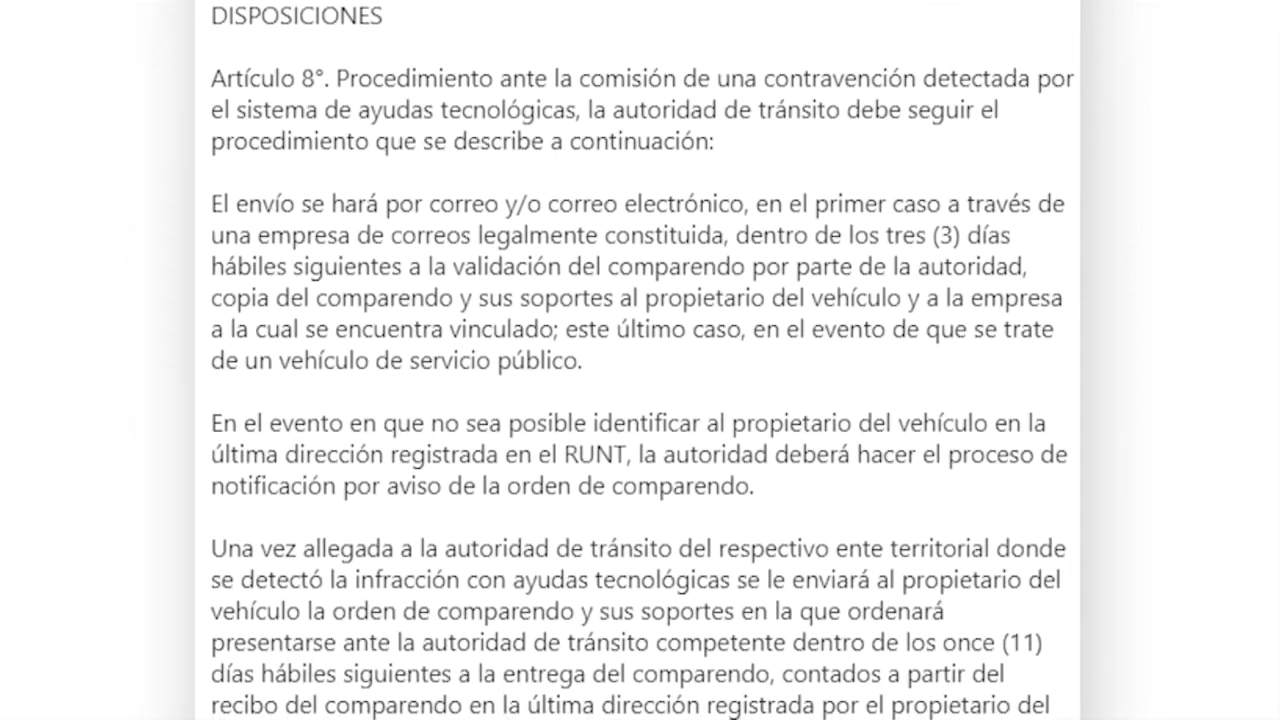 DISPOSICIONES
Artículo 8°. Procedimiento ante la comisión de una contravención detectada por
el sistema de ayudas tecnológicas, la autoridad de tránsito debe seguir el
procedimiento que se describe a continuación:
El envío se hará por correo y/o correo electrónico, en el primer caso a través de
una empresa de correos legalmente constituida, dentro de los tres (3) días
hábiles siguientes a la validación del comparendo por parte de la autoridad,
copia del comparendo y sus soportes al propietario del vehículo y a la empresa
a la cual se encuentra vinculado; este último caso, en el evento de que se trate
de un vehículo de servicio público.
En el evento en que no sea posible identificar al propietario del vehículo en la
última dirección registrada en el RUNT, la autoridad deberá hacer el proceso de
notificación por aviso de la orden de comparendo.
Una vez allegada a la autoridad de tránsito del respectivo ente territorial donde
se detectó la infracción con ayudas tecnológicas se le enviará al propietario del
vehículo la orden de comparendo y sus soportes en la que ordenará
presentarse ante la autoridad de tránsito competente dentro de los once (11)
días hábiles siguientes a la entrega del comparendo, contados a partir del
recibo del comparendo en la última dirección registrada por el propietario del